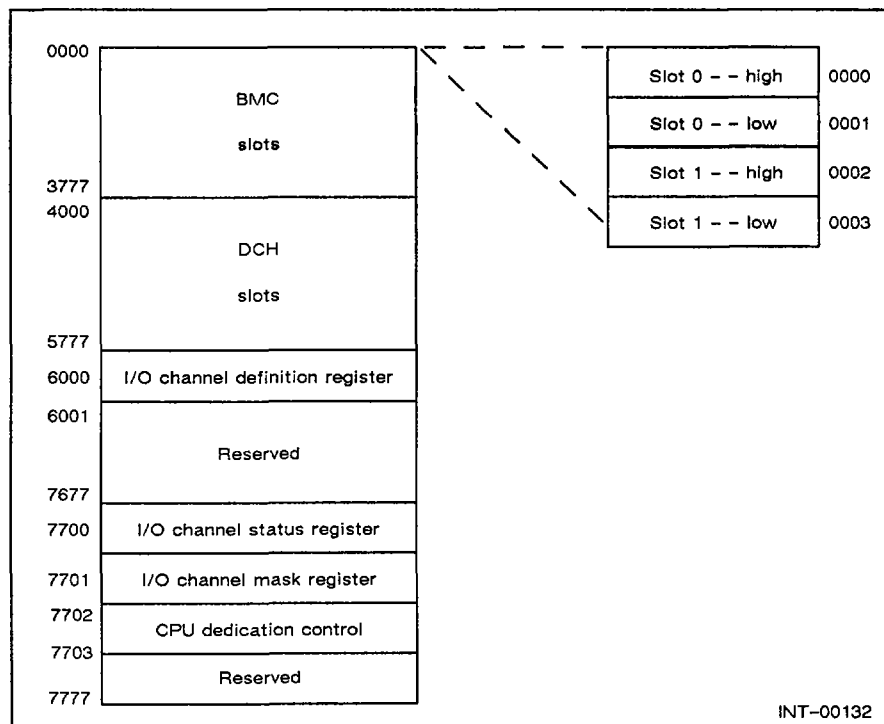 0000
BMC
slots
3777
4000
DCH
slots
5777
6000 I/O channel definition register
6001
Reserved
7677
7700 I/O channel status register
7701 I/O channel mask register
7702
CPU dedication control
7703
Reserved
7777
Slot 0 - - high 0000
Slot 0 - - low 0001
Slot 1 - - high 0002
Slot 1 - - low 0003
INT-00132